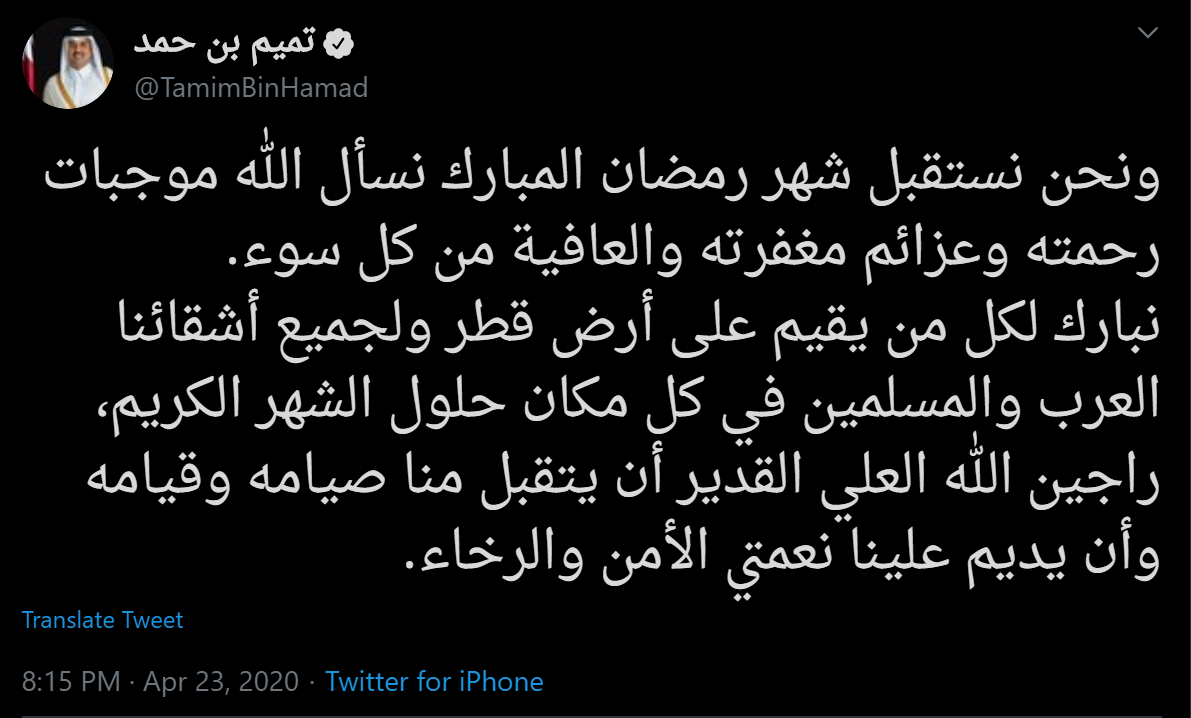 تميم بن حمد
@TamimBinHamad
ونحن نستقبل شهر رمضان المبارك نسأل الله موجبات
رحمته وعزائم مغفرته والعافية من كل سوء.
نبارك لكل من يقيم على أرض قطر ولجميع أشقائنا
العرب والمسلمين في كل مكان حلول الشهر الكريم،
راجين الله العلي القدير أن يتقبل منا صيامه وقيامه
وأن يديم علينا نعمتي الأمن والرخاء.
Translate Tweet
8:15 PM · Apr 23, 2020 · Twitter for iPhone